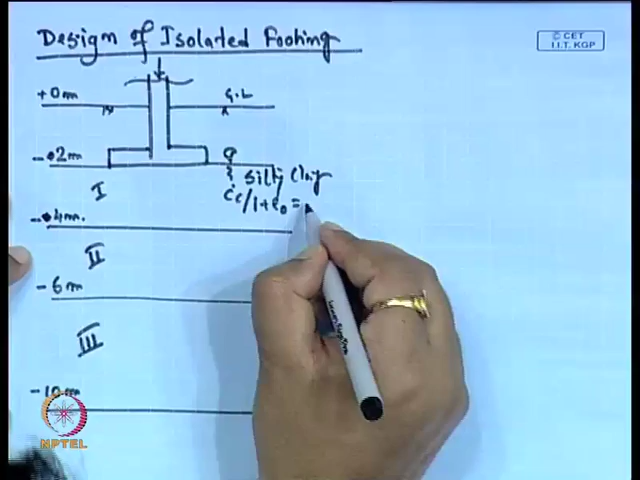 Design of Isolated Footing
© CET
I.I.T. KGP
+0m
G.L
-2m
Silty Clay
I
Cc/1+e0 =
-4m.
II
-6m
III
-10m
NPTEL